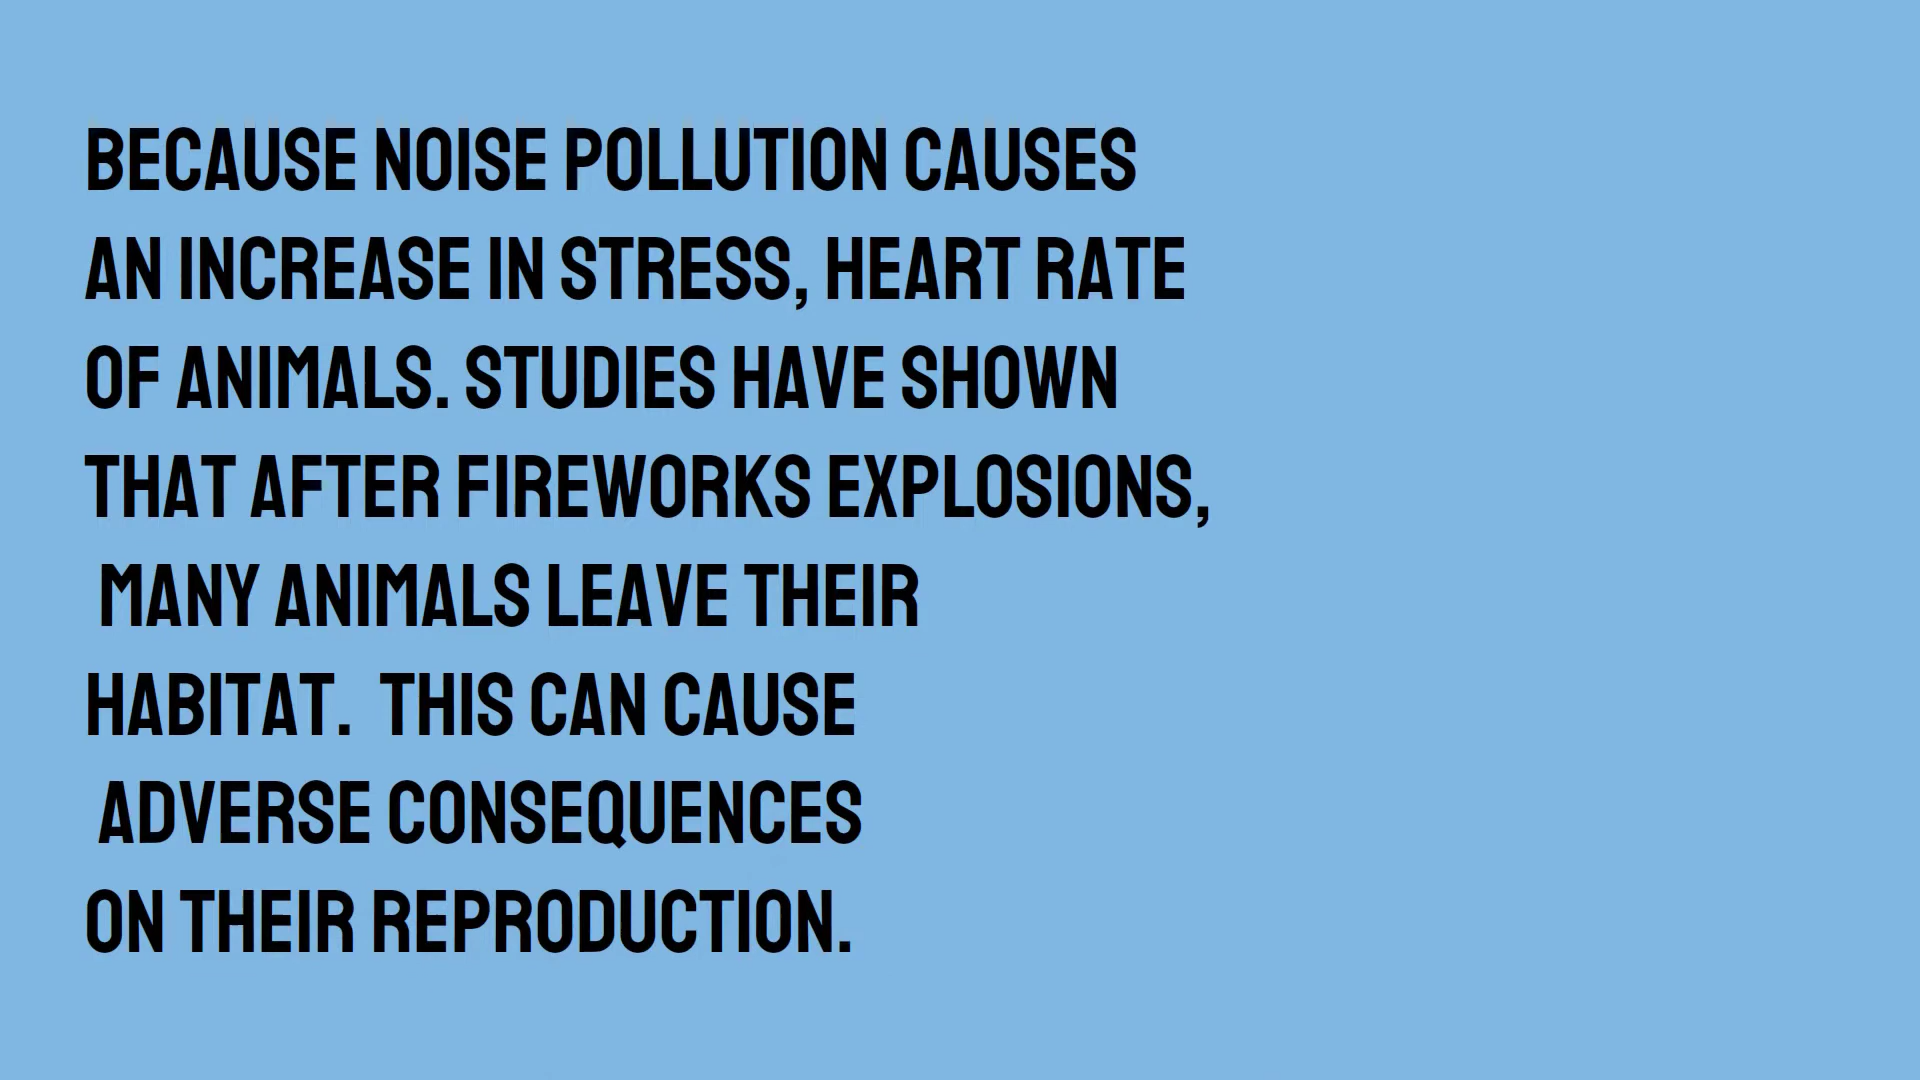 BECAUSE NOISE POLLUTION CAUSES
AN INCREASE IN STRESS, HEART RATE
OF ANIMALS. STUDIES HAVE SHOWN
THAT AFTER FIREWORKS EXPLOSIONS,
MANY ANIMALS LEAVE THEIR
HABITAT. THIS CAN CAUSE
ADVERSE CONSEQUENCES
ON THEIR REPRODUCTION.